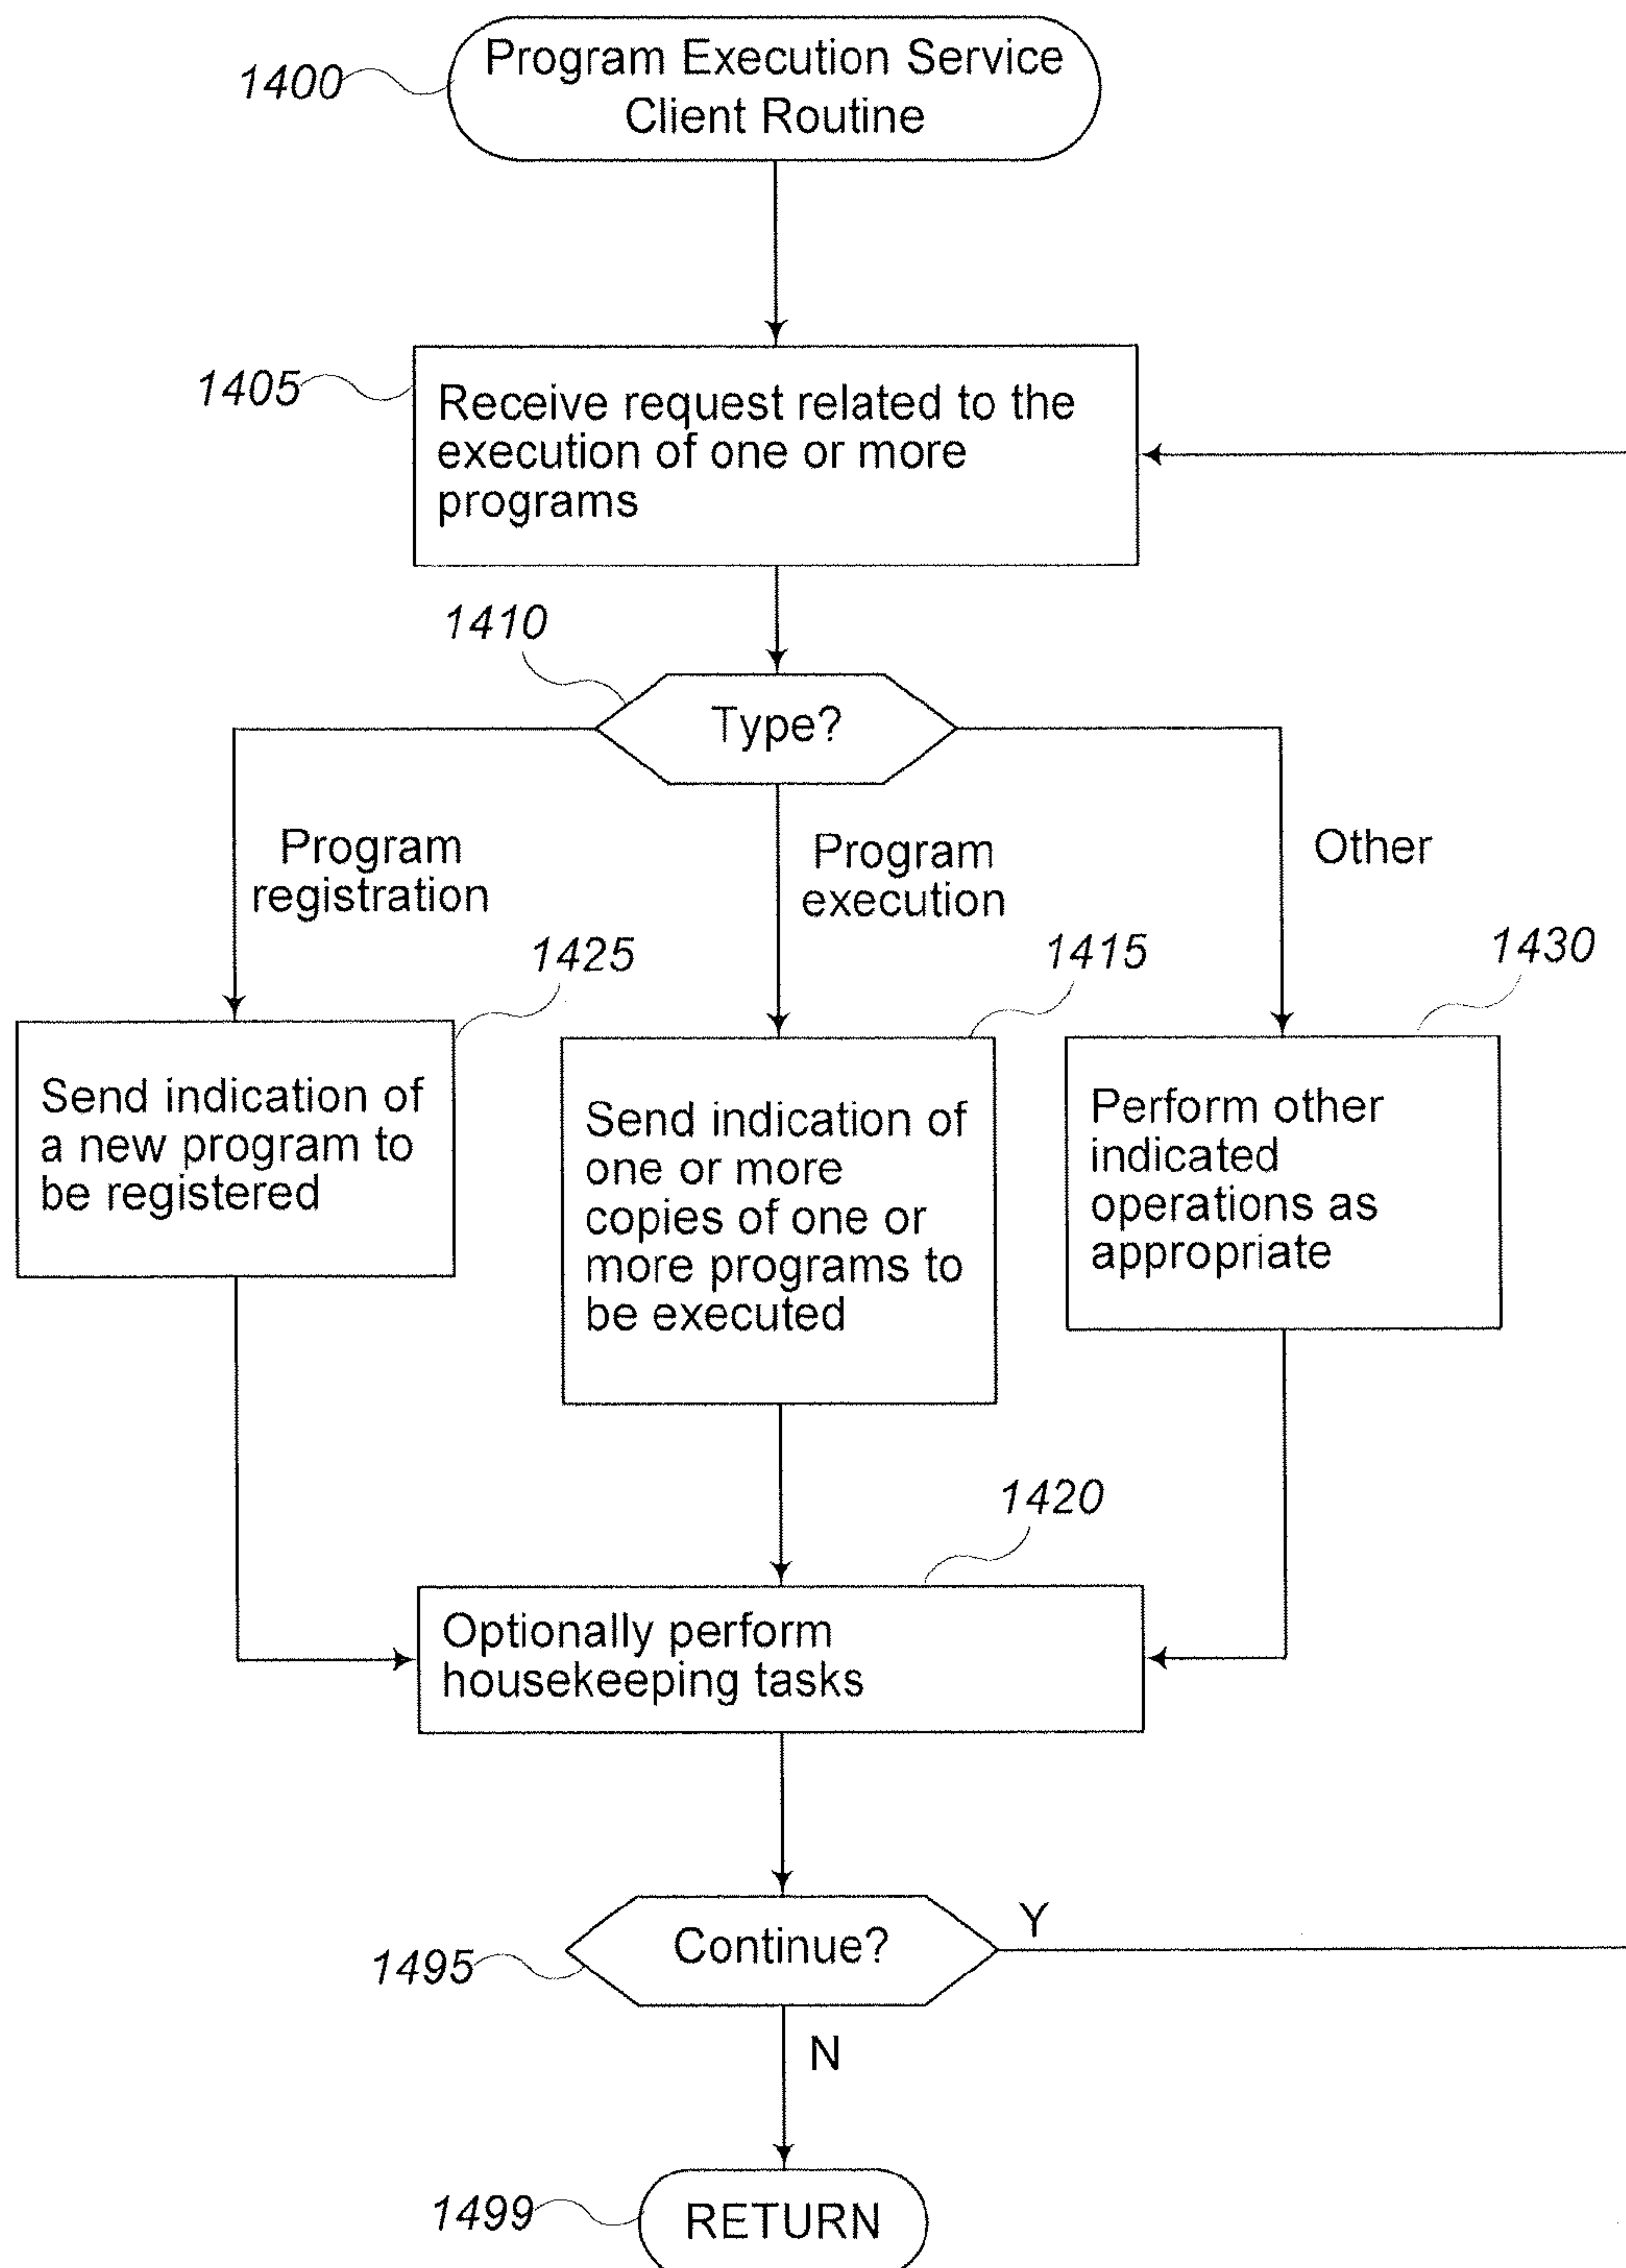 1400
Program Execution Service
Client Routine
1405
Receive request related to the
execution of one or more
programs
1410
Type?
Program
registration
Program
execution
Other
1425
1415
1430
Send indication of
a new program to
be registered
Send indication of
one or more
copies of one or
more programs to
be executed
Perform other
indicated
operations as
appropriate
1420
Optionally perform
housekeeping tasks
1495
Continue?
Y
N
1499
RETURN